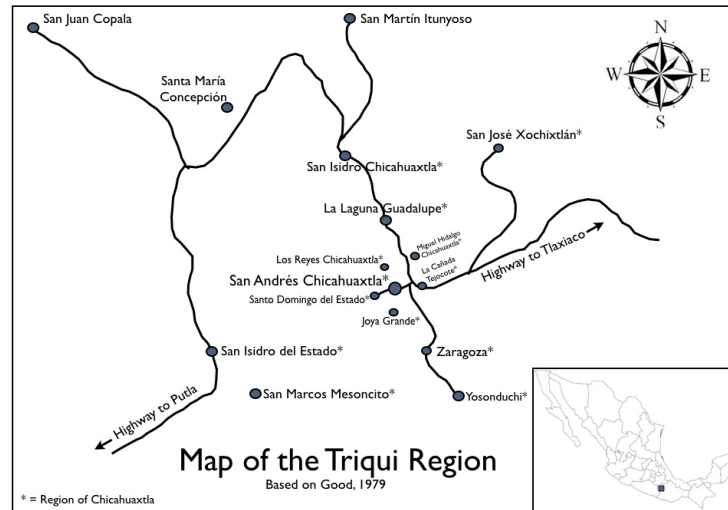 San Juan Copala
San Martín Itunyoso
N
W
E
S
Santa María
Concepción
San José Xochixtlán*
San Isidro Chicahuaxtla*
La Laguna Guadalupe*
Miguel Hidalgo
Chicahuaxtla*
Los Reyes Chicahuaxtla*
La Cañada
Tejocote*
Highway to Tlaxiaco
San Andrés Chicahuaxtla*
Santo Domingo del Estado*
Joya Grande*
San Isidro del Estado*
Zaragoza*
San Marcos Mesoncito*
Yosonduchi*
Highway to Putla
Map of the Triqui Region
Based on Good, 1979
* = Region of Chicahuaxtla